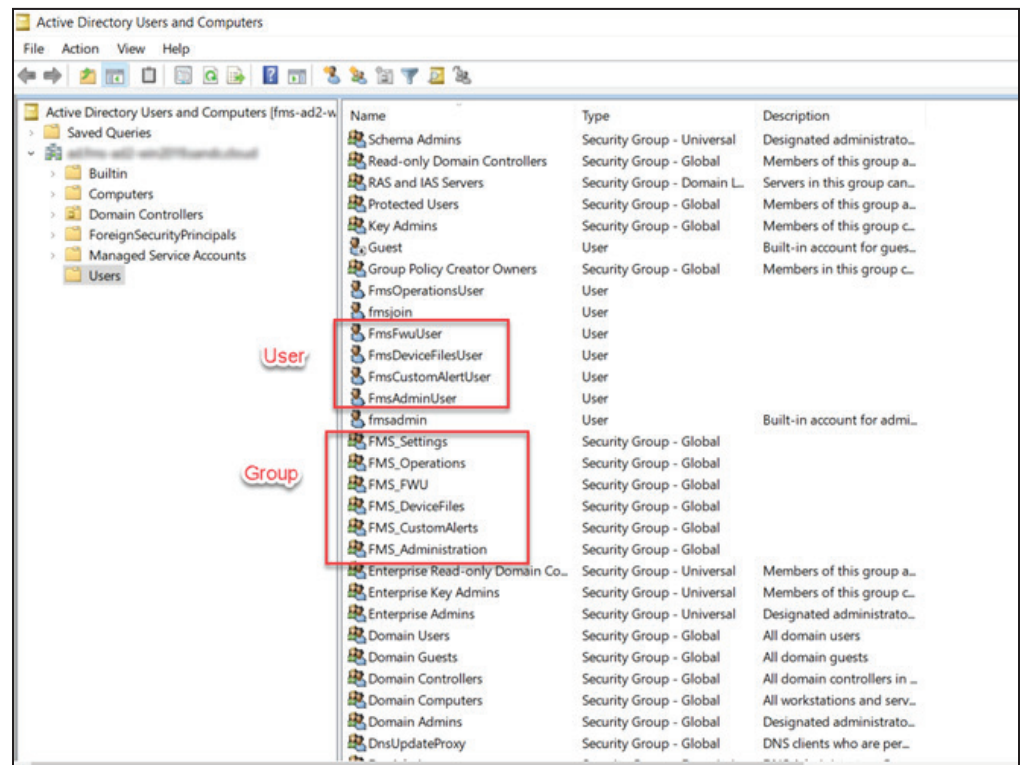 Active Directory Users and Computers
File Action View Help
Active Directory Users and Computers [fms-ad2-w
Saved Queries
Builtin
Computers
Domain Controllers
ForeignSecurityPrincipals
Managed Service Accounts
Users
Name Type Description
Schema Admins Security Group - Universal Designated administrato...
Read-only Domain Controllers Security Group - Global Members of this group a...
RAS and IAS Servers Security Group - Domain L... Servers in this group can...
Protected Users Security Group - Global Members of this group a...
Key Admins Security Group - Global Members of this group c...
Guest User Built-in account for gues...
Group Policy Creator Owners Security Group - Global Members in this group c...
FmsOperationsUser User
fmsjoin User
FmsFwuUser User
User
FmsDeviceFilesUser User
FmsCustomAlertUser User
FmsAdminUser User
fmsadmin User Built-in account for admi...
FMS_Settings Security Group - Global
FMS_Operations Security Group - Global
Group
FMS_FWU Security Group - Global
FMS_DeviceFiles Security Group - Global
FMS_CustomAlerts Security Group - Global
FMS_Administration Security Group - Global
Enterprise Read-only Domain Co... Security Group - Universal Members of this group a...
Enterprise Key Admins Security Group - Universal Members of this group c...
Enterprise Admins Security Group - Universal Designated administrato...
Domain Users Security Group - Global All domain users
Domain Guests Security Group - Global All domain guests
Domain Controllers Security Group - Global All domain controllers in ...
Domain Computers Security Group - Global All workstations and serv...
Domain Admins Security Group - Global Designated administrato...
DnsUpdateProxy Security Group - Global DNS clients who are per...